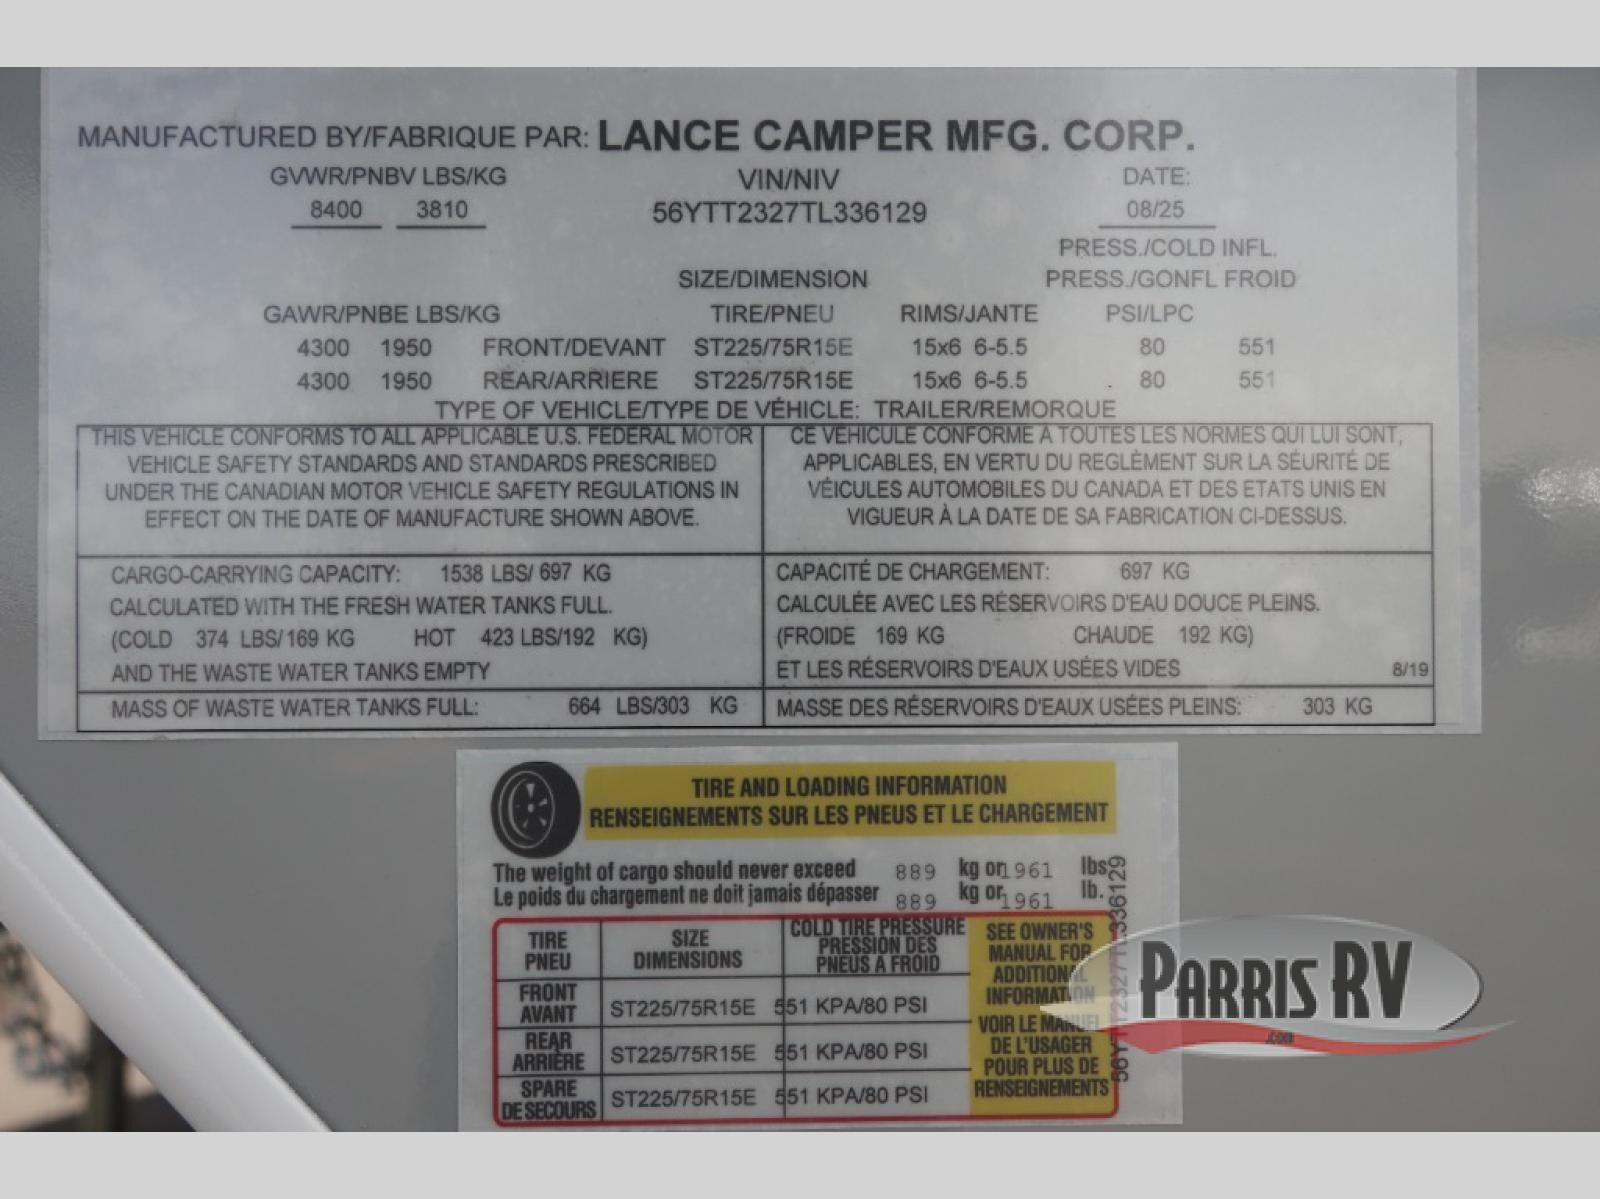 MANUFACTURED BY/FABRIQUE PAR: LANCE CAMPER MFG. CORP.
GVWR/PNBV LBS/KG VIN/NIV DATE:
8400 3810 56YTT2327TL336129 08/25
PRESS./COLD INFL.
SIZE/DIMENSION PRESS./GONFL FROID
GAWR/PNBE LBS/KG TIRE/PNEU RIMS/JANTE PSI/LPC
4300 1950 FRONT/DEVANT ST225/75R15E 15x6 6-5.5 80 551
4300 1950 REAR/ARRIERE ST225/75R15E 15x6 6-5.5 80 551
TYPE OF VEHICLE/TYPE DE VÉHICLE: TRAILER/REMORQUE
THIS VEHICLE CONFORMS TO ALL APPLICABLE U.S. FEDERAL MOTOR
VEHICLE SAFETY STANDARDS AND STANDARDS PRESCRIBED
UNDER THE CANADIAN MOTOR VEHICLE SAFETY REGULATIONS IN
EFFECT ON THE DATE OF MANUFACTURE SHOWN ABOVE.
CE VÉHICULE CONFORME À TOUTES LES NORMES QUI LUI SONT,
APPLICABLES, EN VERTU DU REGLÈMENT SUR LA SÉURITÉ DE
VÉICULES AUTOMOBILES DU CANADA ET DES ETATS UNIS EN
VIGUEUR À LA DATE DE SA FABRICATION CI-DESSUS.
CARGO-CARRYING CAPACITY: 1538 LBS/ 697 KG
CALCULATED WITH THE FRESH WATER TANKS FULL.
(COLD 374 LBS/169 KG HOT 423 LBS/192 KG)
AND THE WASTE WATER TANKS EMPTY
CAPACITÉ DE CHARGEMENT: 697 KG
CALCULÉE AVEC LES RÉSERVOIRS D'EAU DOUCE PLEINS.
(FROIDE 169 KG CHAUDE 192 KG)
ET LES RÉSERVOIRS D'EAUX USÉES VIDES 8/19
MASS OF WASTE WATER TANKS FULL: 664 LBS/303 KG
MASSE DES RÉSERVOIRS D'EAUX USÉES PLEINS: 303 KG
TIRE AND LOADING INFORMATION
RENSEIGNEMENTS SUR LES PNEUS ET LE CHARGEMENT
The weight of cargo should never exceed 889 kg or 1961 lbs.
Le poids du chargement ne doit jamais dépasser 889 kg or 1961 lb.
TIRE
PNEU
SIZE
DIMENSIONS
COLD TIRE PRESSURE
PRESSION DES
PNEUS A FROID
FRONT
AVANT
ST225/75R15E 551 KPA/80 PSI
REAR
ARRIÈRE
ST225/75R15E 551 KPA/80 PSI
SPARE
DE SECOURS
ST225/75R15E 551 KPA/80 PSI
SEE OWNER'S
MANUAL FOR
ADDITIONAL
INFORMATION
VOIR LE MANUEL
DE L'USAGER
POUR PLUS DE
RENSEIGNEMENTS
56YTT2327TL336129
PARRIS RV
.COM